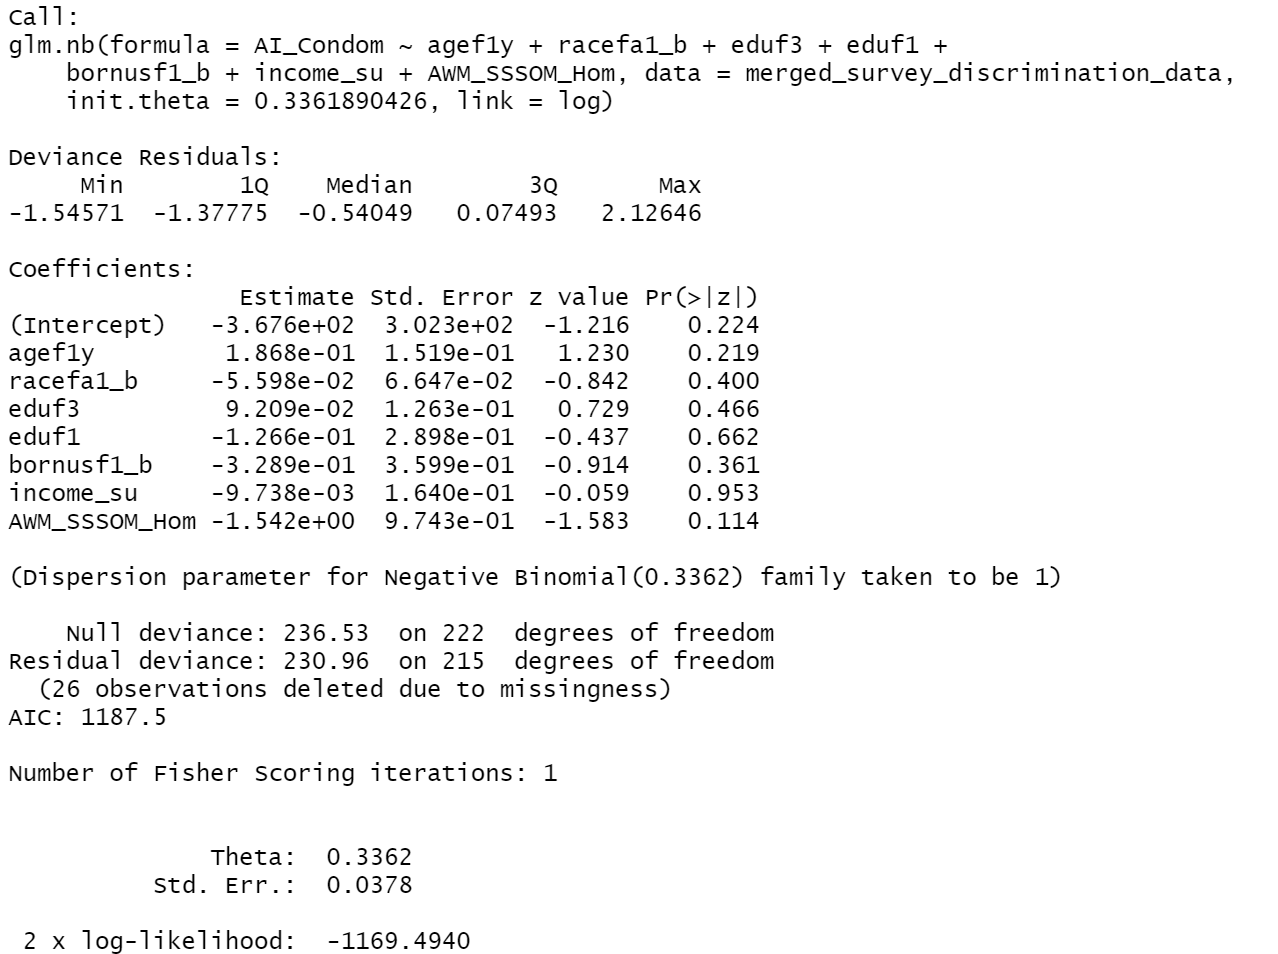 Call:
glm.nb(formula = AI_Condom ~ agef1y + racefa1_b + eduf3 + eduf1 +
    bornusf1_b + income_su + AWM_SSSOM_Hom, data = merged_survey_discrimination_data,
    init.theta = 0.3361890426, link = log)

Deviance Residuals:
     Min        1Q    Median        3Q       Max
-1.54571  -1.37775  -0.54049   0.07493   2.12646

Coefficients:
                Estimate Std. Error z value Pr(>|z|)
(Intercept)   -3.676e+02  3.023e+02  -1.216    0.224
agef1y         1.868e-01  1.519e-01   1.230    0.219
racefa1_b     -5.598e-02  6.647e-02  -0.842    0.400
eduf3          9.209e-02  1.263e-01   0.729    0.466
eduf1         -1.266e-01  2.898e-01  -0.437    0.662
bornusf1_b    -3.289e-01  3.599e-01  -0.914    0.361
income_su     -9.738e-03  1.640e-01  -0.059    0.953
AWM_SSSOM_Hom -1.542e+00  9.743e-01  -1.583    0.114

(Dispersion parameter for Negative Binomial(0.3362) family taken to be 1)

    Null deviance: 236.53  on 222  degrees of freedom
Residual deviance: 230.96  on 215  degrees of freedom
  (26 observations deleted due to missingness)
AIC: 1187.5

Number of Fisher Scoring iterations: 1


              Theta:  0.3362
          Std. Err.:  0.0378

 2 x log-likelihood:  -1169.4940